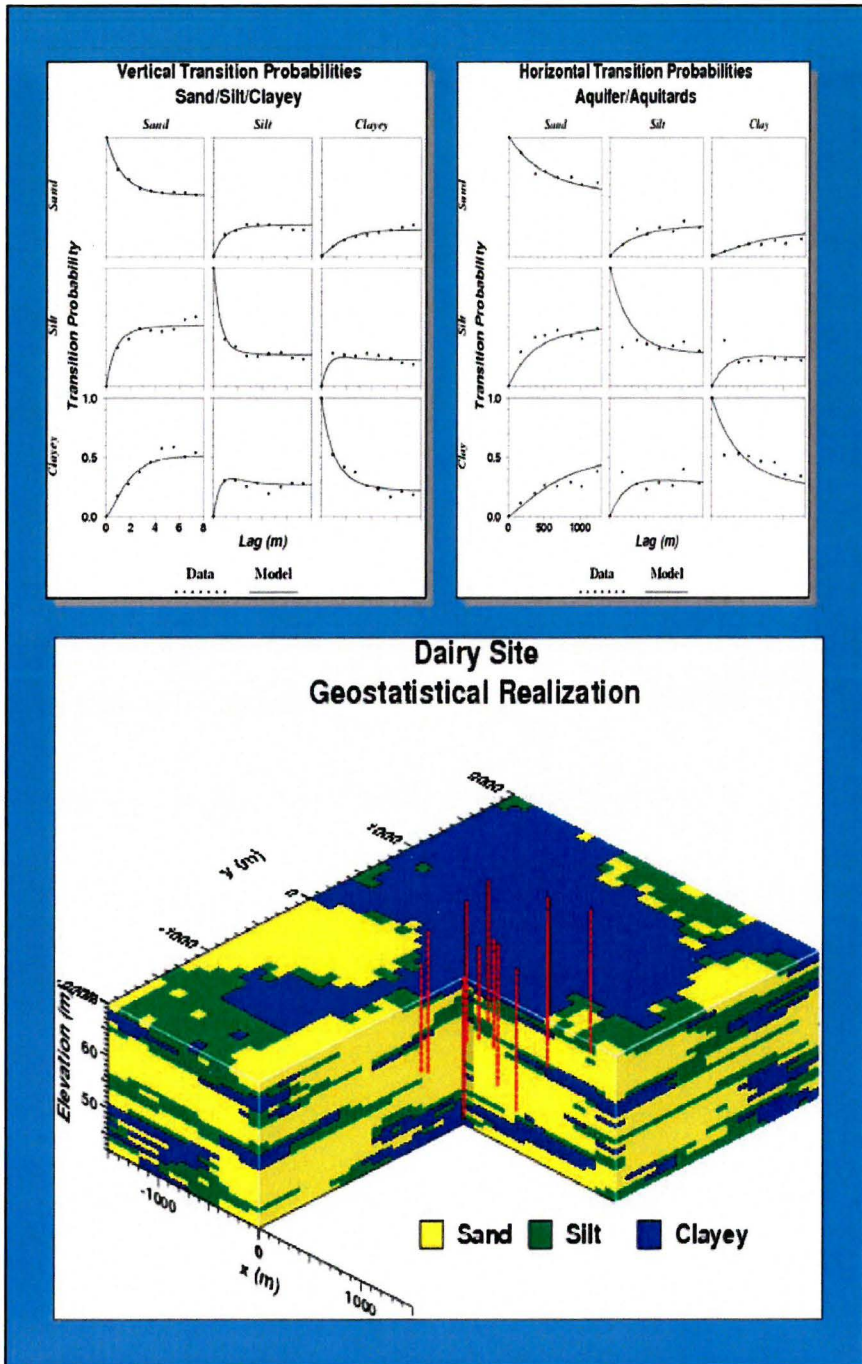 Vertical Transition Probabilities
Sand/Silt/Clayey
Sand Silt Clayey
Sand
Silt
Clayey
Transition Probability
1.0
0.5
0.0
0 2 4 6 8
Lag (m)
Data Model
Horizontal Transition Probabilities
Aquifer/Aquitards
Sand Silt Clay
Sand
Silt
Clay
Transition Probability
1.0
0.5
0.0
0 500 1000
Lag (m)
Data Model
Dairy Site
Geostatistical Realization
y (m)
1000
0
-1000
Elevation (m)
60
50
-1000
0
1000
x (m)
Sand Silt Clayey